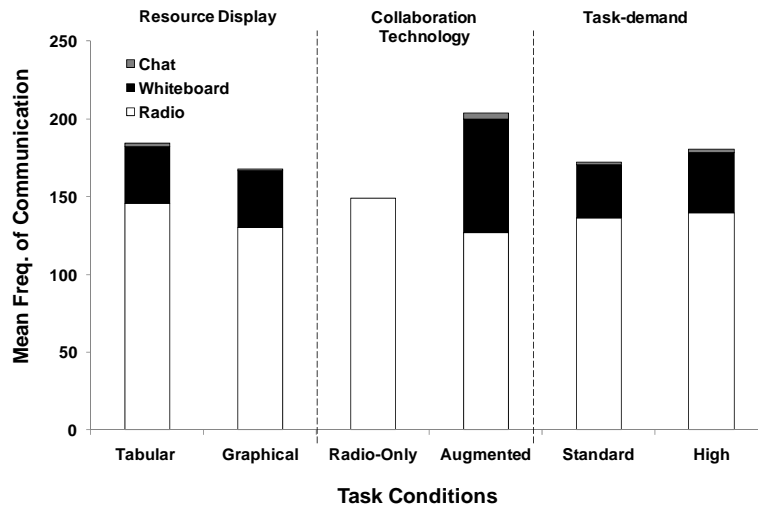 Resource Display
Collaboration
Technology
Task-demand
250
200
150
100
50
0
Mean Freq. of Communication
Chat
Whiteboard
Radio
Tabular
Graphical
Radio-Only
Augmented
Standard
High
Task Conditions